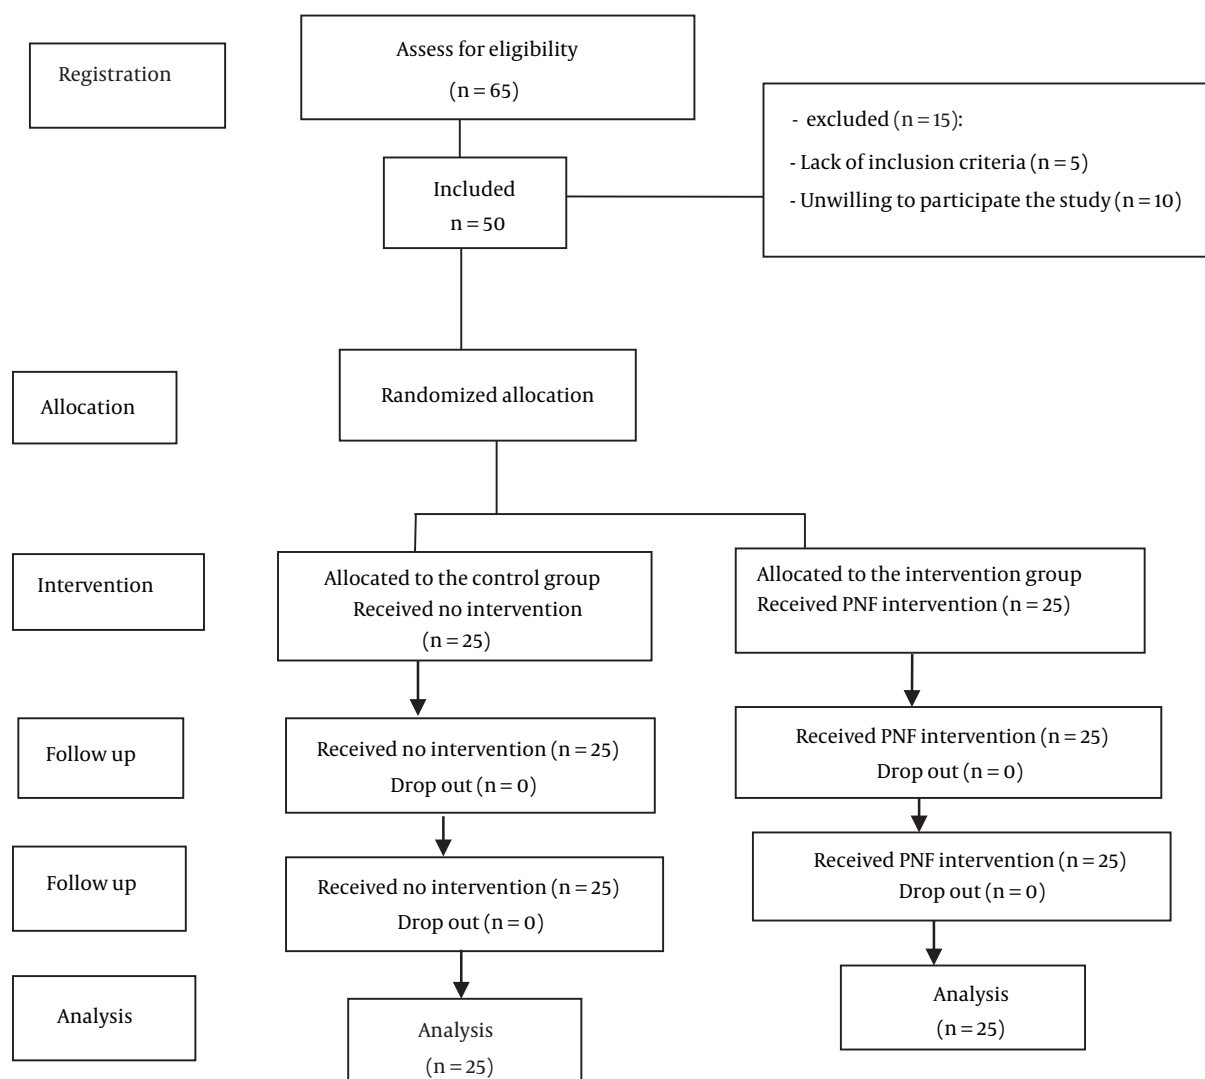 Registration
Assess for eligibility
(n = 65)
- excluded (n = 15):
- Lack of inclusion criteria (n = 5)
- Unwilling to participate the study (n = 10)
Included
n = 50
Allocation
Randomized allocation
Intervention
Allocated to the control group
Received no intervention
(n = 25)
Allocated to the intervention group
Received PNF intervention (n = 25)
Follow up
Received no intervention (n = 25)
Drop out (n = 0)
Received PNF intervention (n = 25)
Drop out (n = 0)
Follow up
Received no intervention (n = 25)
Drop out (n = 0)
Received PNF intervention (n = 25)
Drop out (n = 0)
Analysis
Analysis
(n = 25)
Analysis
(n = 25)